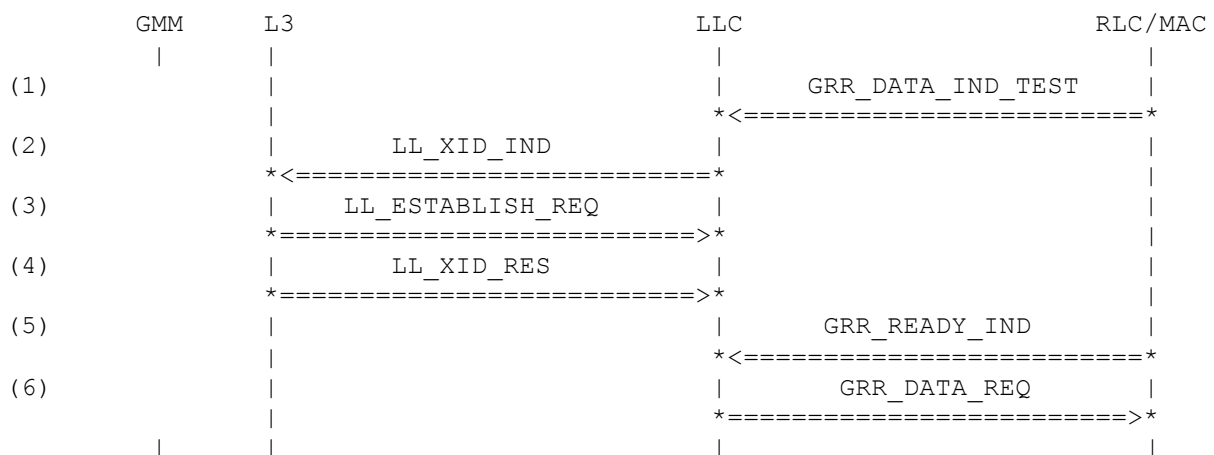 GMM L3 LLC RLC/MAC
| | | |
(1) | | GRR_DATA_IND_TEST |
| *<=========================*
(2) | LL_XID_IND | |
*<==========================* |
(3) | LL_ESTABLISH_REQ | |
*==========================>* |
(4) | LL_XID_RES | |
*==========================>* |
(5) | | GRR_READY_IND |
| *<=========================*
(6) | | GRR_DATA_REQ |
| *=========================>*
| | | |